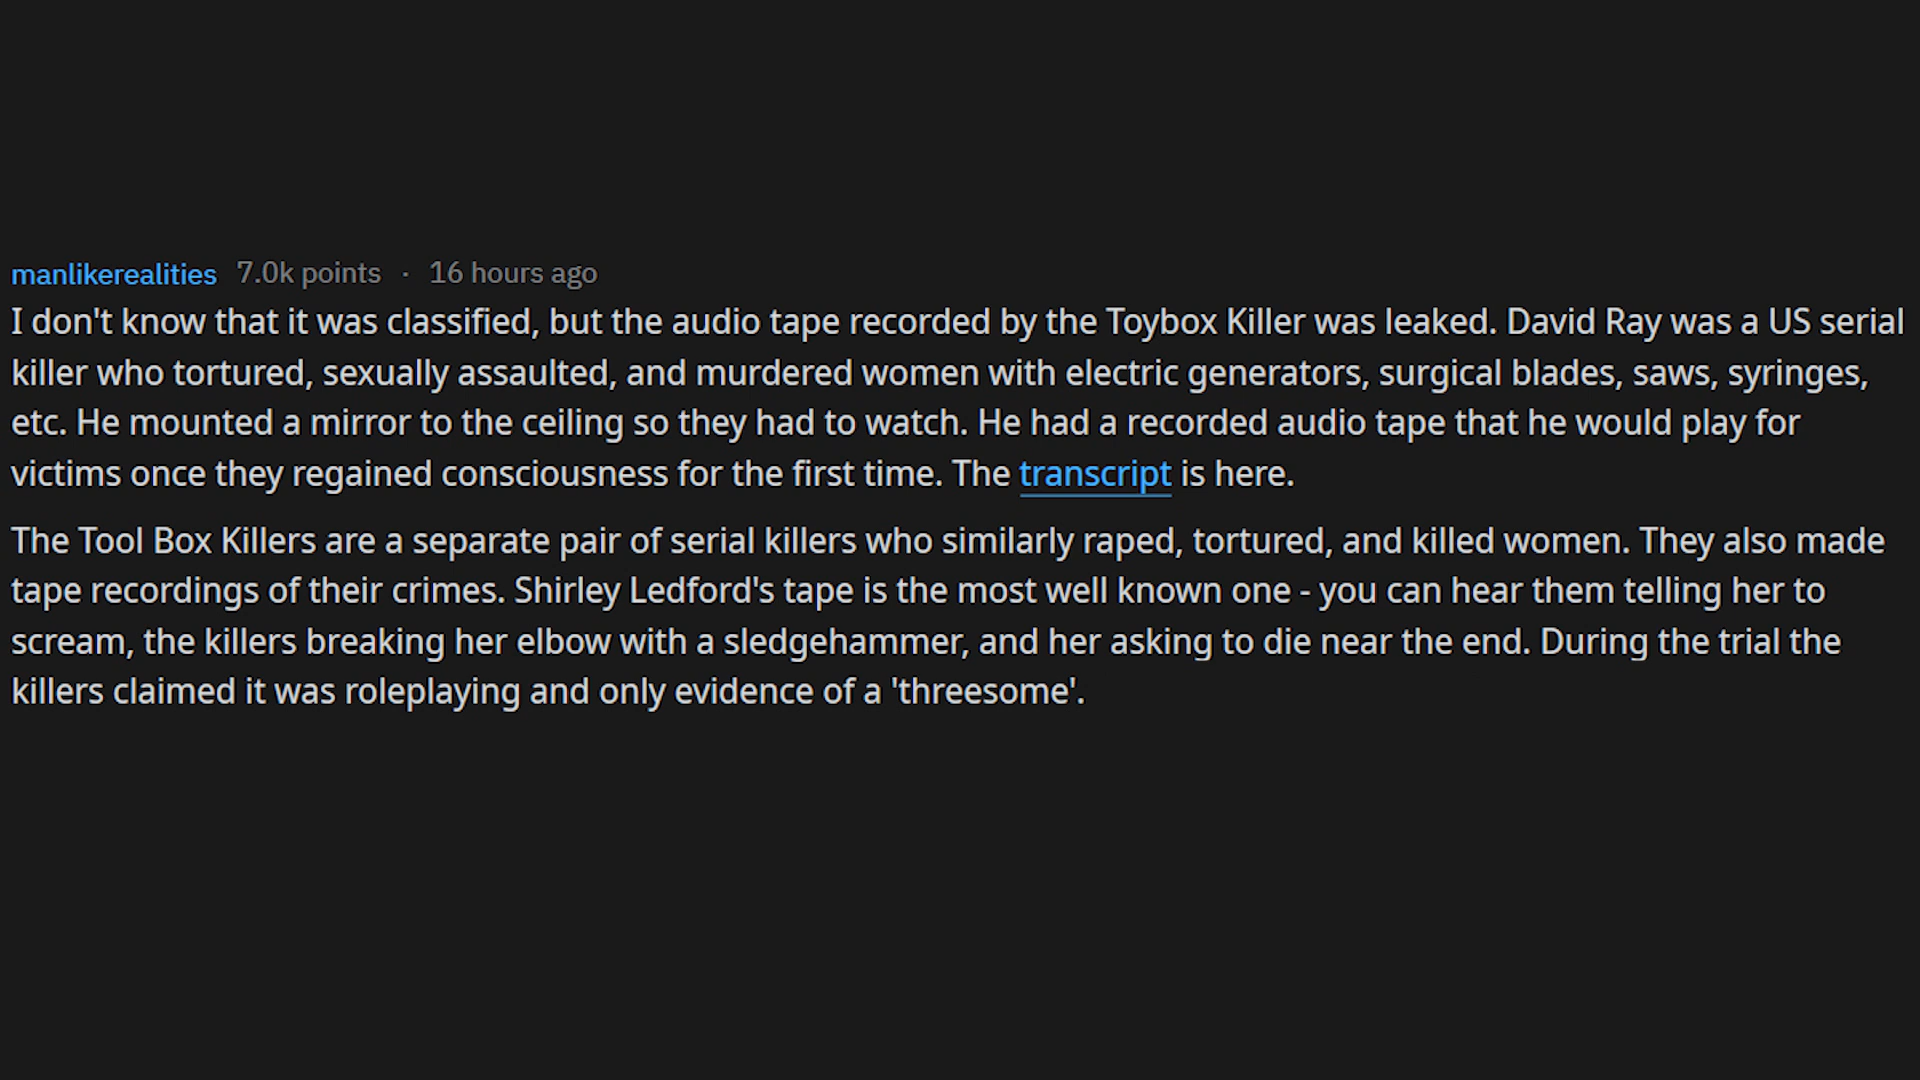 manlikerealities 7.0k points · 16 hours ago
I don't know that it was classified, but the audio tape recorded by the Toybox Killer was leaked. David Ray was a US serial
killer who tortured, sexually assaulted, and murdered women with electric generators, surgical blades, saws, syringes,
etc. He mounted a mirror to the ceiling so they had to watch. He had a recorded audio tape that he would play for
victims once they regained consciousness for the first time. The transcript is here.
The Tool Box Killers are a separate pair of serial killers who similarly raped, tortured, and killed women. They also made
tape recordings of their crimes. Shirley Ledford's tape is the most well known one - you can hear them telling her to
scream, the killers breaking her elbow with a sledgehammer, and her asking to die near the end. During the trial the
killers claimed it was roleplaying and only evidence of a 'threesome'.